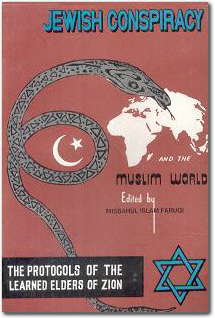 JEWISH CONSPIRACY
AND THE
MUSLIM WORLD
Edited by
MISBAHUL ISLAM FARUQI
THE PROTOCOLS OF THE
LEARNED ELDERS OF ZION